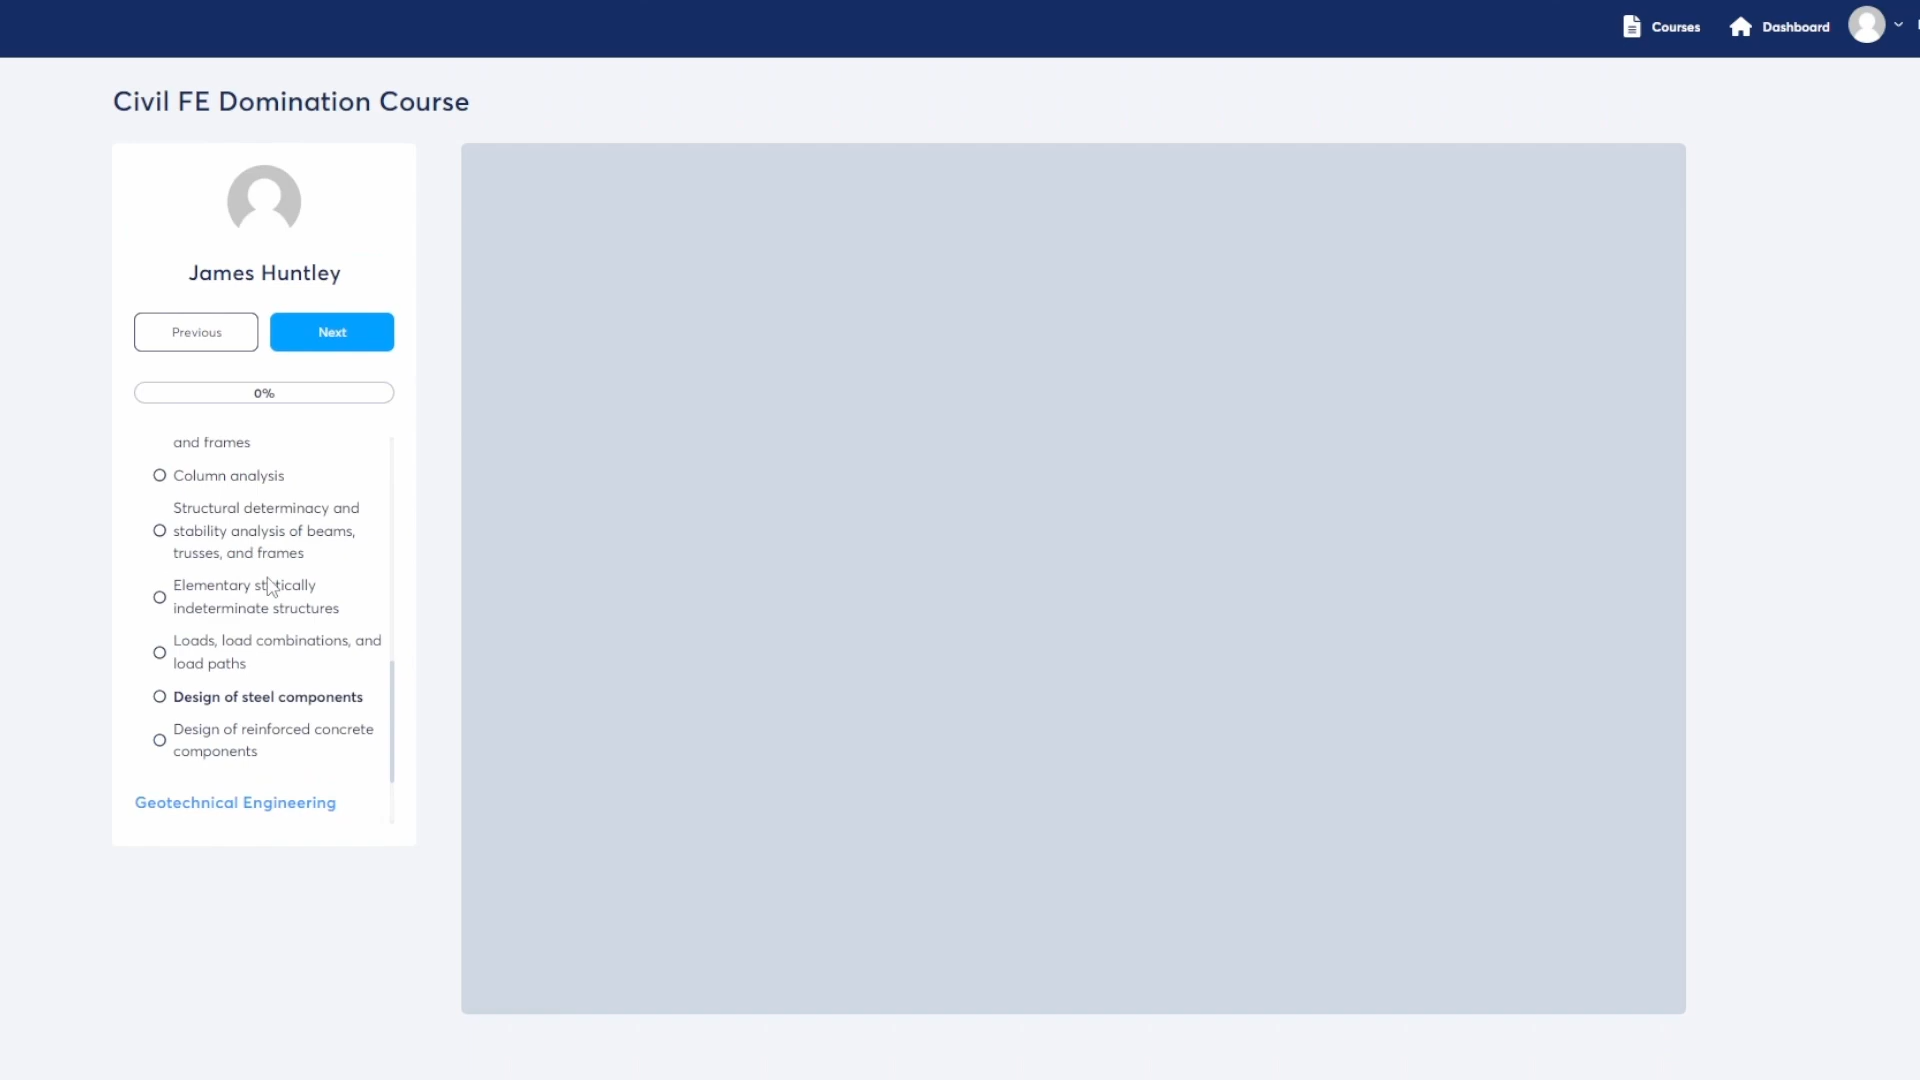 Courses
Dashboard
Civil FE Domination Course
James Huntley
Previous
Next
0%
and frames
Column analysis
Structural determinacy and
stability analysis of beams,
trusses, and frames
Elementary statically
indeterminate structures
Loads, load combinations, and
load paths
Design of steel components
Design of reinforced concrete
components
Geotechnical Engineering